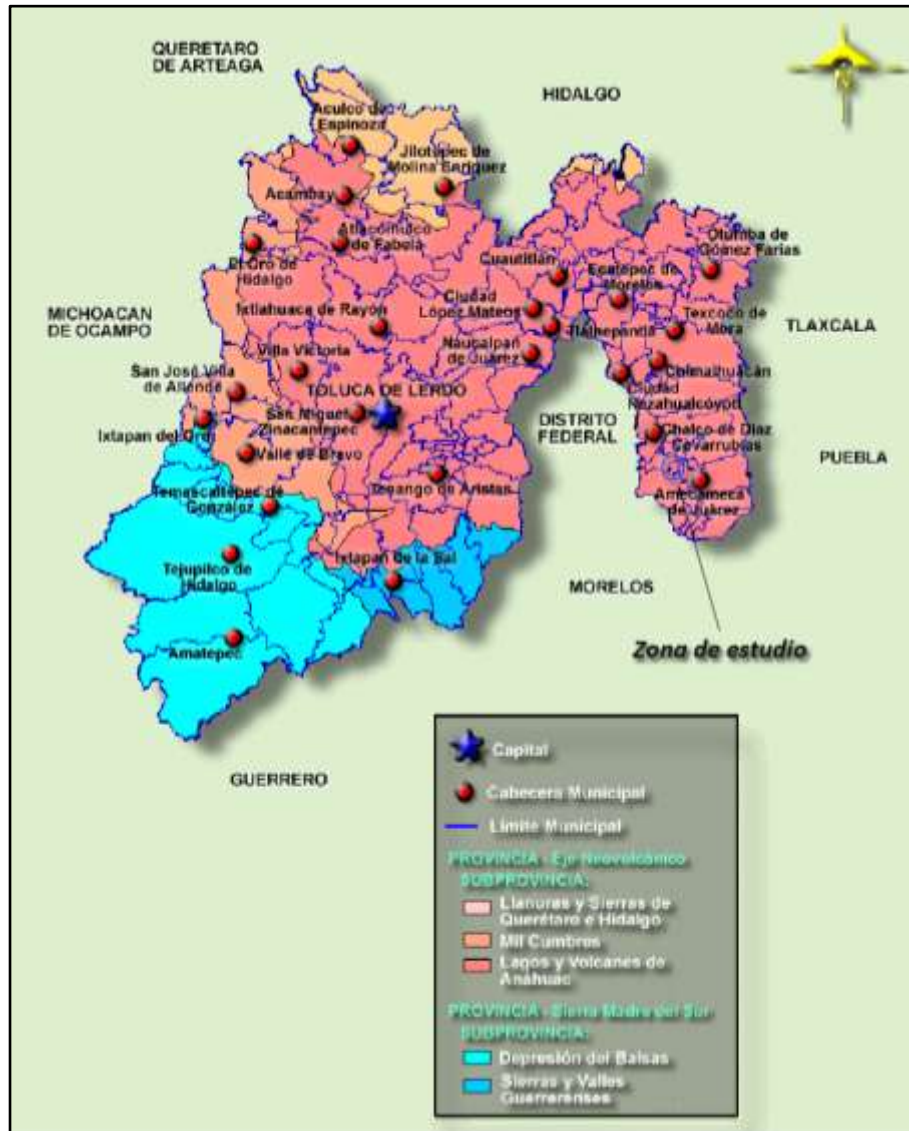 QUERETARO
DE ARTEAGA
HIDALGO
N
Aculco de
Espinoza
Jilotepec de
Molina Enriquez
Acambay
Atlacomulco
de Fabela
El Oro de
Hidalgo
Otumba de
Gómez Farías
Cuautitlán
Ecatepec de
Morelos
MICHOACAN
DE OCAMPO
Ixtlahuaca de Rayón
Ciudad
López Mateos
Tlalnepantla
Texcoco de
Mora
TLAXCALA
Villa Victoria
Naucalpan
de Juárez
Chimalhuacán
San José Villa
de Allende
TOLUCA DE LERDO
Ciudad
Nezahualcóyotl
Ixtapan del Oro
San Miguel
Zinacantepec
DISTRITO
FEDERAL
Chalco de Díaz
Covarrubias
Valle de Bravo
PUEBLA
Temascaltepec de
González
Tenango de Aristas
Amecameca
de Juárez
Tejupilco de
Hidalgo
Ixtapan de la Sal
MORELOS
Amatepec
Zona de estudio
GUERRERO
Capital
Cabecera Municipal
Límite Municipal
PROVINCIA - Eje Neovolcánico
SUBPROVINCIA:
Llanuras y Sierras de
Querétaro e Hidalgo
Mil Cumbres
Lagos y Volcanes de
Anáhuac
PROVINCIA - Sierra Madre del Sur
SUBPROVINCIA:
Depresión del Balsas
Sierras y Valles
Guerrerenses